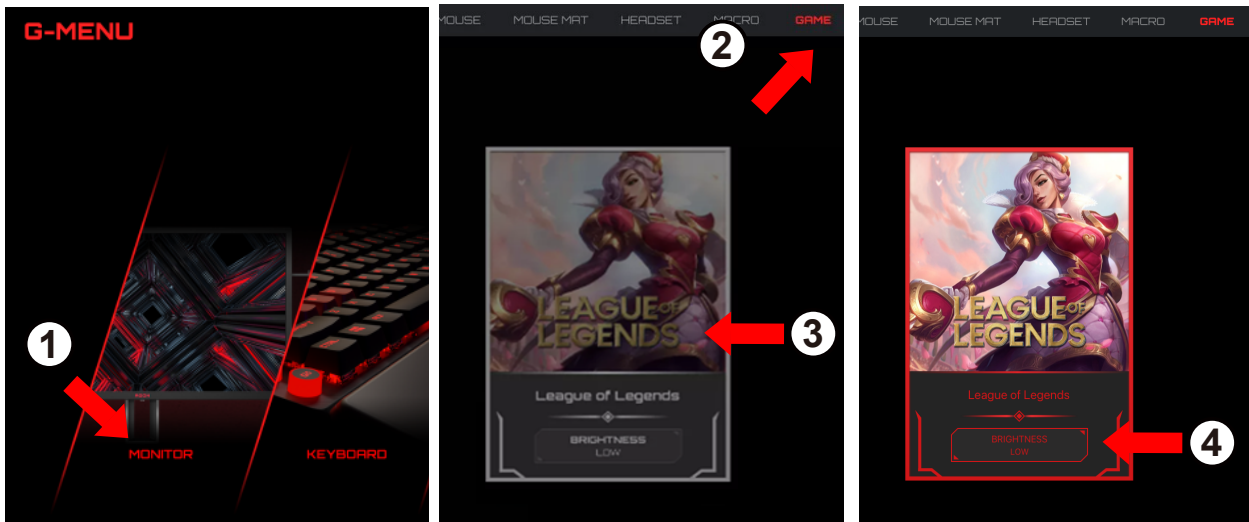 G-MENU
1
MONITOR
KEYBOARD
MOUSE
MOUSE MAT
HEADSET
MACRO
GAME
2
LEAGUE OF
LEGENDS
3
League of Legends
BRIGHTNESS
LOW
MOUSE
MOUSE MAT
HEADSET
MACRO
GAME
LEAGUE OF
LEGENDS
League of Legends
BRIGHTNESS
LOW
4